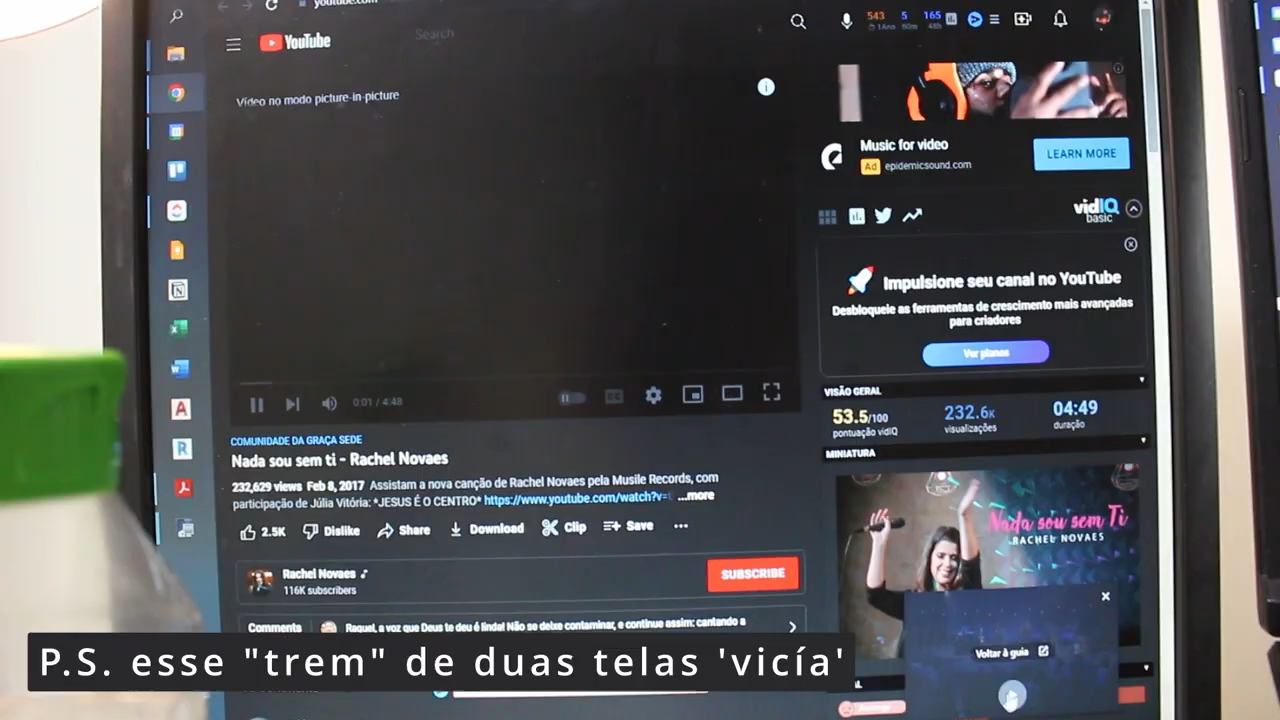 youtube.com
YouTube
Search
543 5 165
1Ano 60m 48h
Vídeo no modo picture-in-picture
Music for video
Ad epidemicsound.com
LEARN MORE
vidIQ
basic
Impulsione seu canal no YouTube
Desbloqueie as ferramentas de crescimento mais avançadas
para criadores
Ver planos
0:01 / 4:48
VISÃO GERAL
53.5/100
pontuação vidIQ
232.6K
visualizações
04:49
duração
MINIATURA
COMUNIDADE DA GRAÇA SEDE
Nada sou sem ti - Rachel Novaes
232,629 views Feb 8, 2017 Assistam a nova canção de Rachel Novaes pela Musile Records, com
participação de Júlia Vitória: *JESUS É O CENTRO* https://www.youtube.com/watch?v= ...more
2.5K Dislike Share Download Clip Save
Nada sou sem Ti
RACHEL NOVAES
Rachel Novaes
116K subscribers
SUBSCRIBE
Comments Raquel, a voz que Deus te deu é linda! Não se deixe contaminar, e continue assim: cantando a
Voltar à guia
P.S. esse "trem" de duas telas 'vicía'